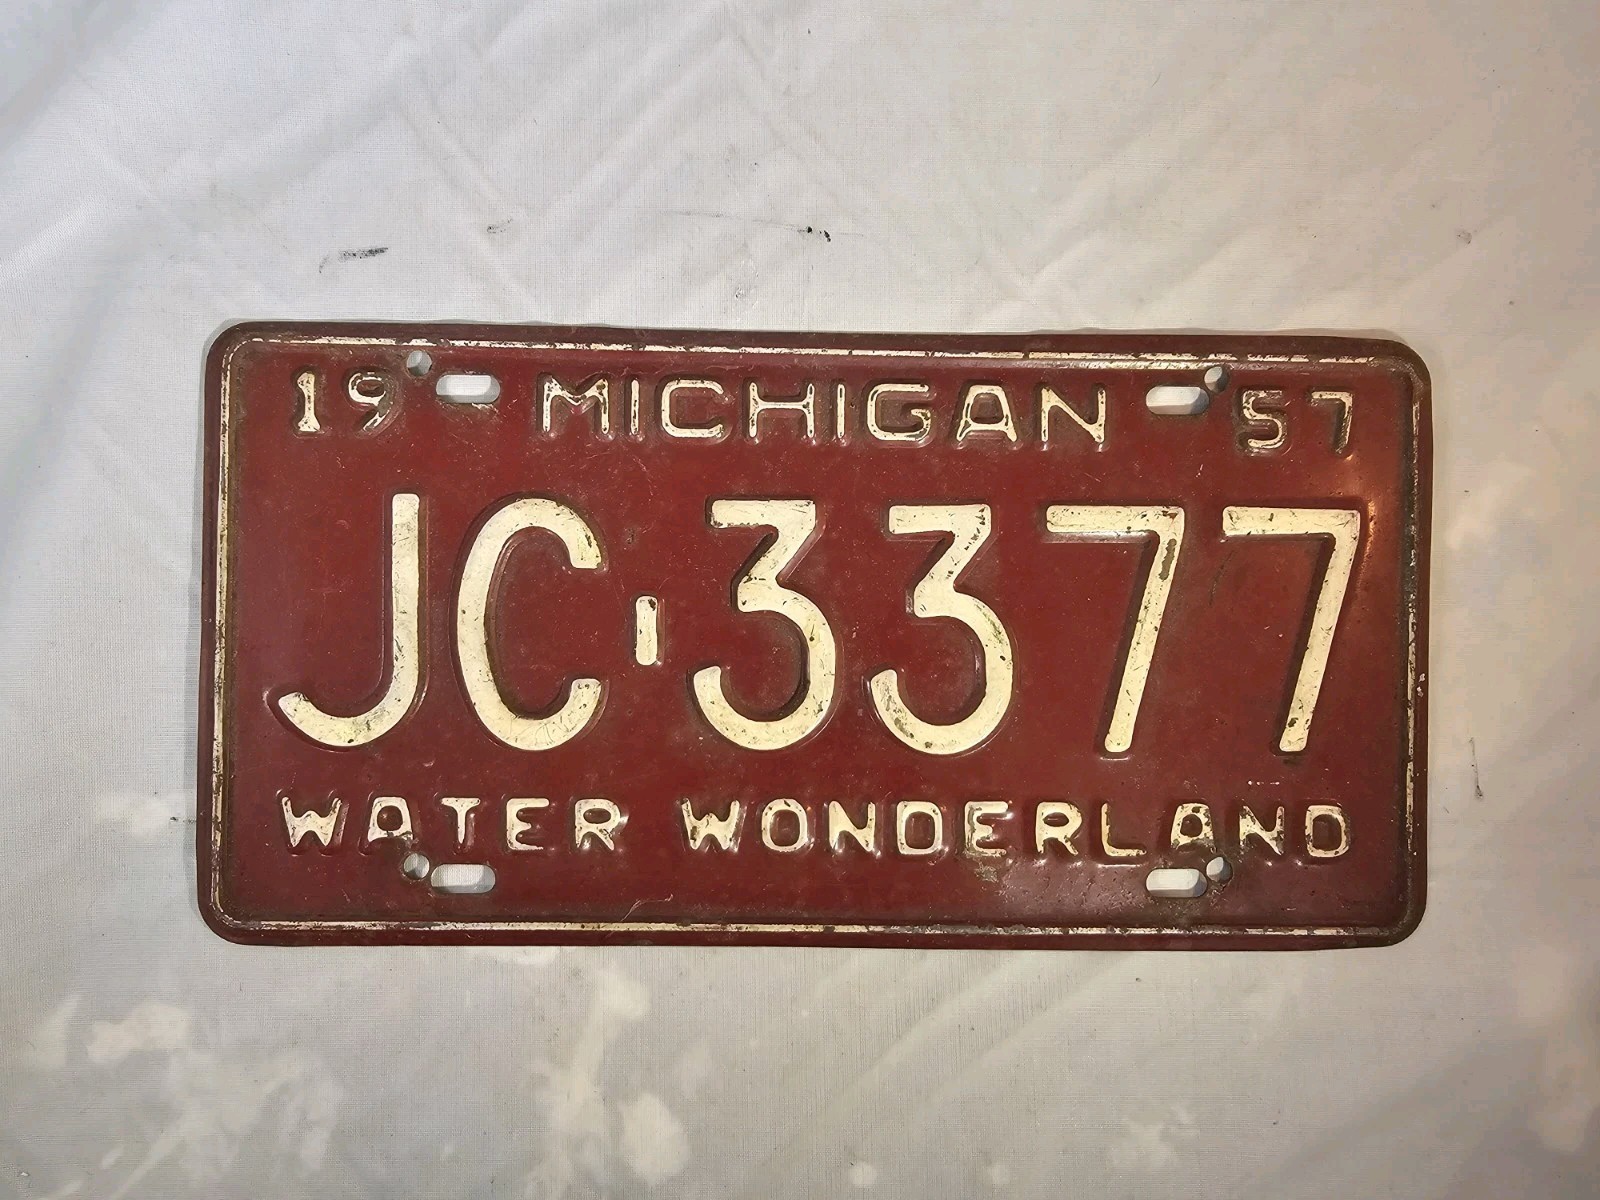 19 MICHIGAN 57
JC-3377
WATER WONDERLAND